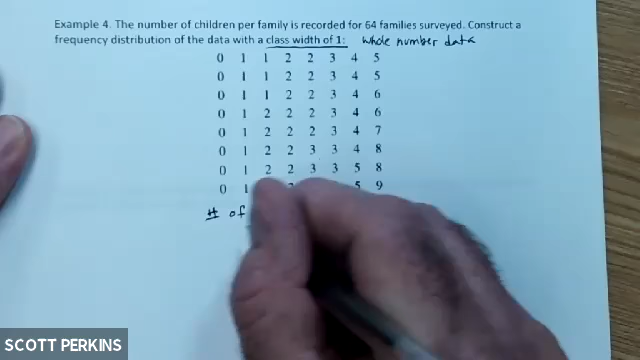 Example 4. The number of children per family is recorded for 64 families surveyed. Construct a
frequency distribution of the data with a class width of 1: whole number data
0 1 1 2 2 3 4 5
0 1 1 2 2 3 4 5
0 1 1 2 2 3 4 6
0 1 2 2 2 3 4 6
0 1 2 2 2 3 4 7
0 1 2 2 3 3 4 8
0 1 2 2 3 3 5 8
0 1 5 9
# of
SCOTT PERKINS